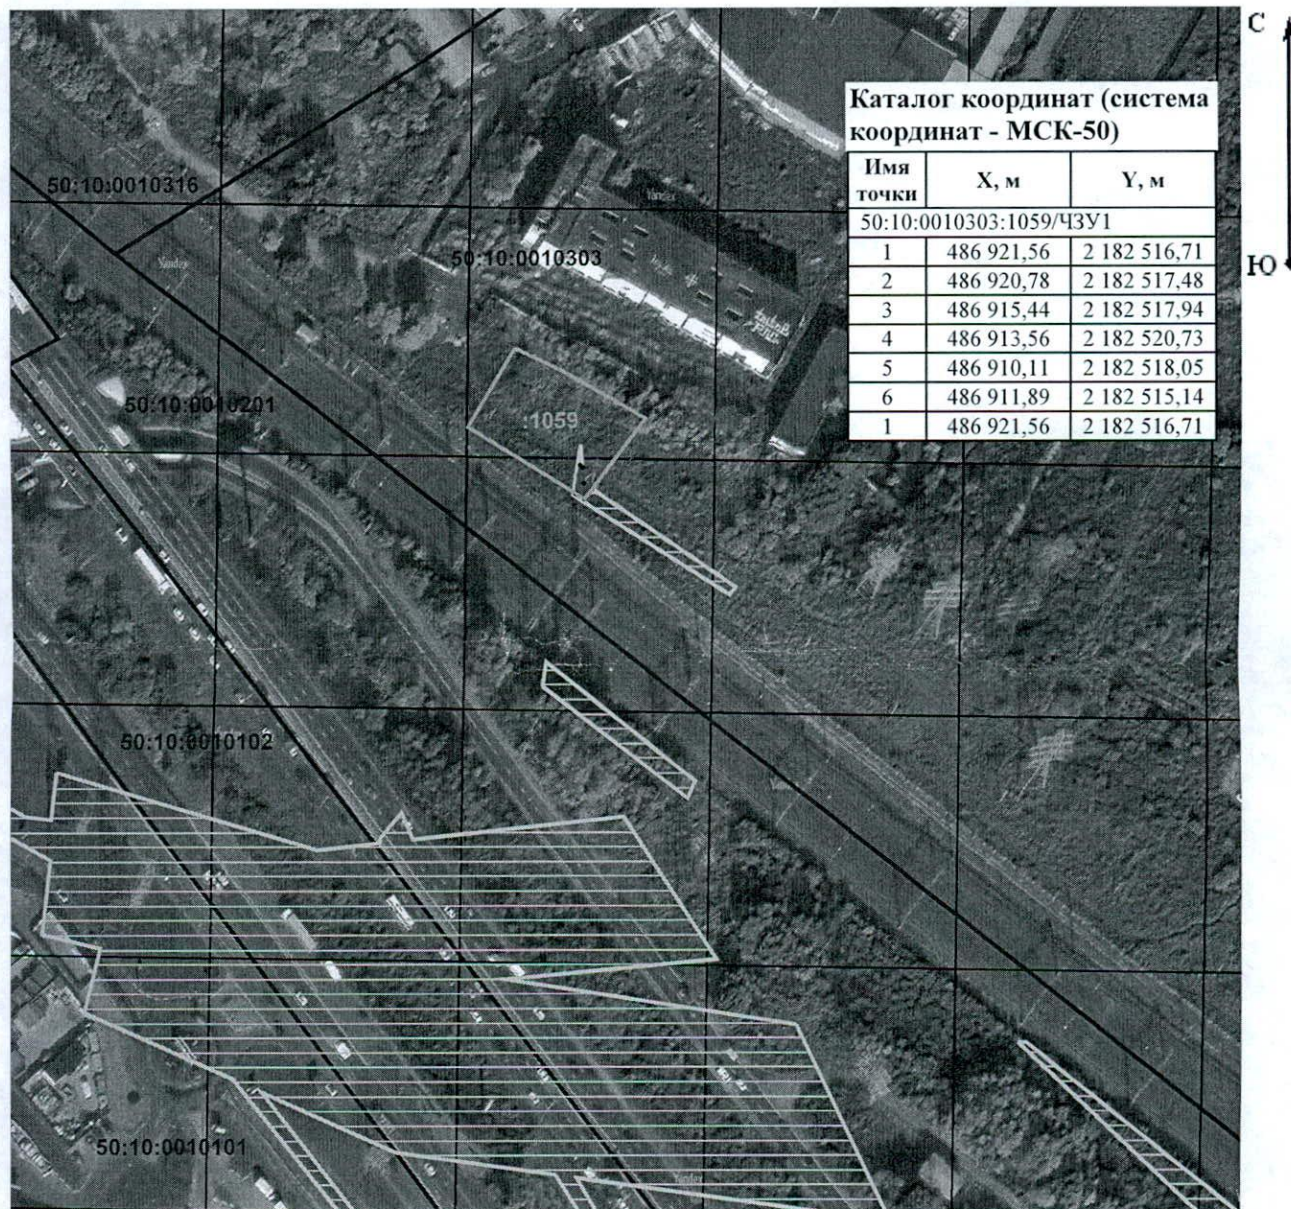 С
Каталог координат (система
координат - МСК-50)
Имя точки | X, м | Y, м
50:10:0010303:1059/ЧЗУ1
1 | 486 921,56 | 2 182 516,71
2 | 486 920,78 | 2 182 517,48
3 | 486 915,44 | 2 182 517,94
4 | 486 913,56 | 2 182 520,73
5 | 486 910,11 | 2 182 518,05
6 | 486 911,89 | 2 182 515,14
1 | 486 921,56 | 2 182 516,71
Ю
50:10:0010316
Yandex
50:10:0010303
Yandex
50:10:0010201
:1059
50:10:0010102
50:10:0010101